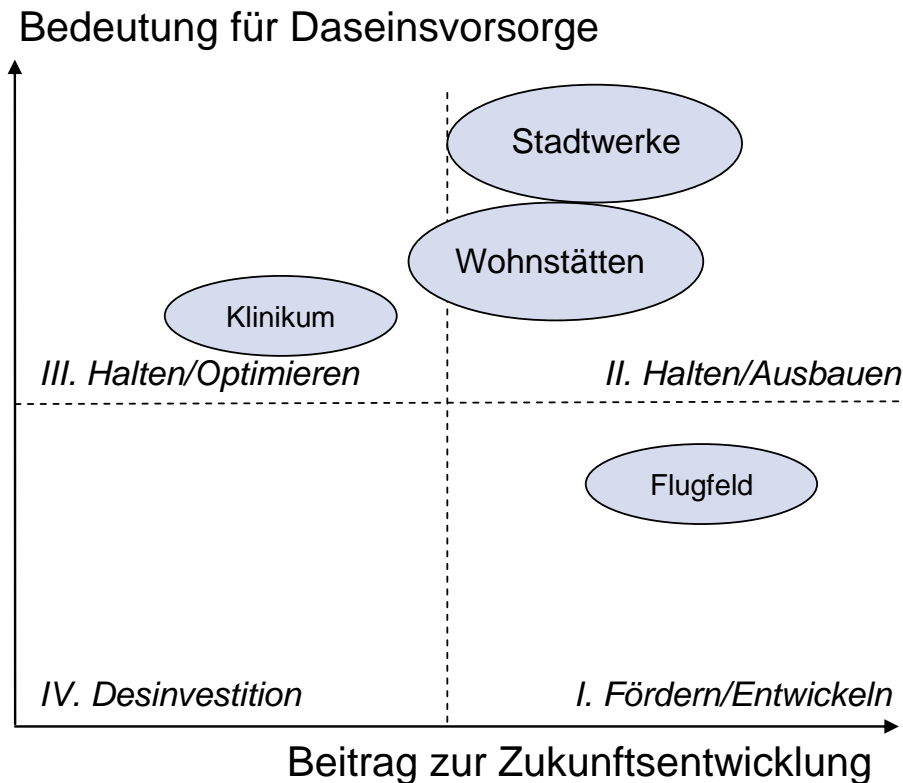 Bedeutung für Daseinsvorsorge
Stadtwerke
Wohnstätten
Klinikum
III. Halten/Optimieren
II. Halten/Ausbauen
Flugfeld
IV. Desinvestition
I. Fördern/Entwickeln
Beitrag zur Zukunftsentwicklung